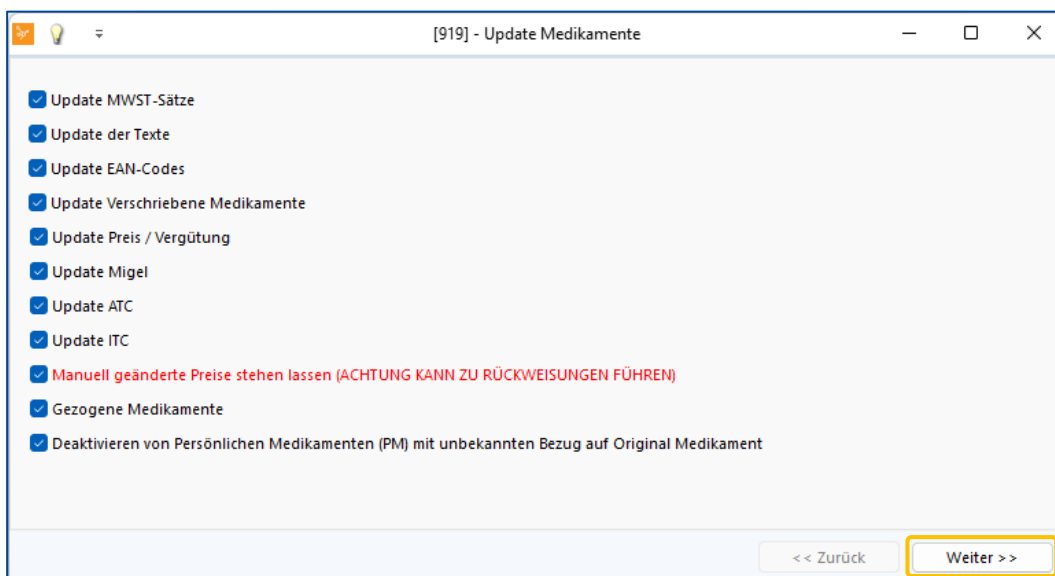 [919] - Update Medikamente
Update MWST-Sätze
Update der Texte
Update EAN-Codes
Update Verschriebene Medikamente
Update Preis / Vergütung
Update Migel
Update ATC
Update ITC
Manuell geänderte Preise stehen lassen (ACHTUNG KANN ZU RÜCKWEISUNGEN FÜHREN)
Gezogene Medikamente
Deaktivieren von Persönlichen Medikamenten (PM) mit unbekannten Bezug auf Original Medikament
<< Zurück Weiter >>